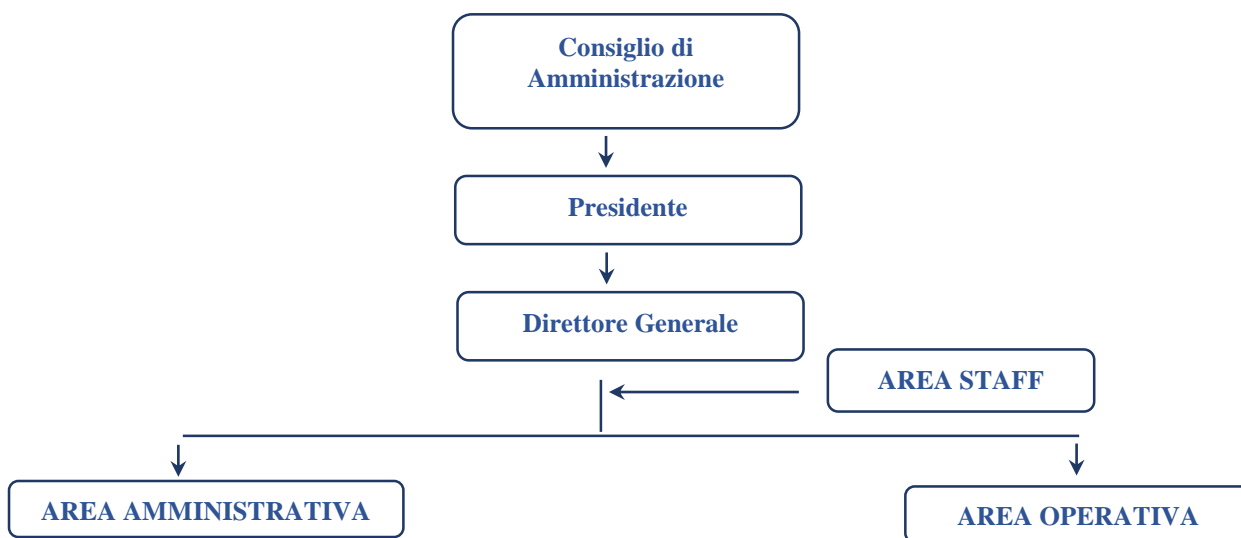 Consiglio di
Amministrazione
Presidente
Direttore Generale
AREA STAFF
AREA AMMINISTRATIVA
AREA OPERATIVA